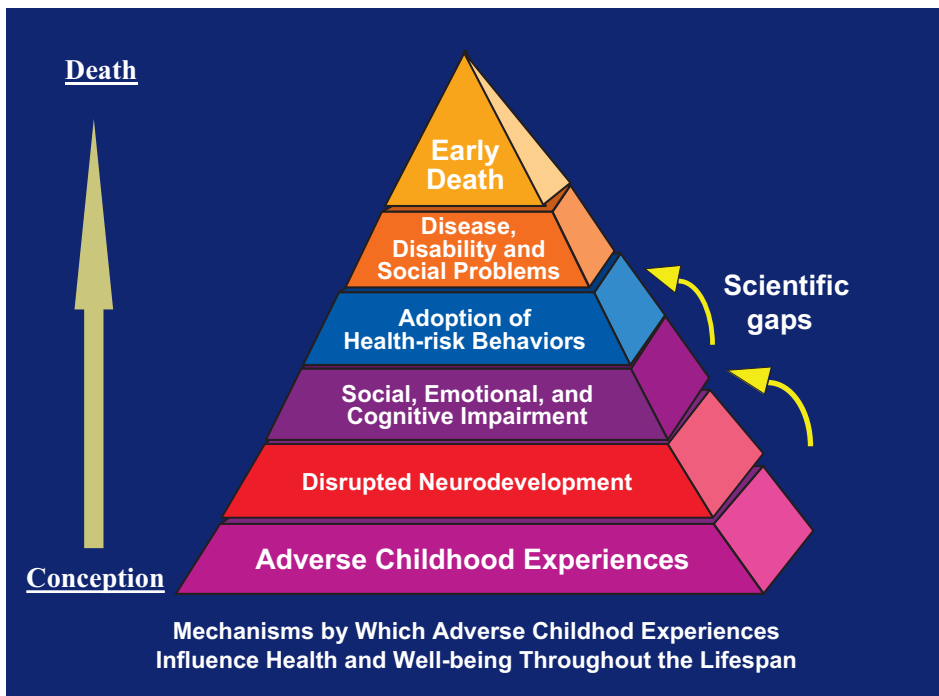 Death
Early
Death
Disease,
Disability and
Social Problems
Adoption of
Health-risk Behaviors
Scientific
gaps
Social, Emotional, and
Cognitive Impairment
Disrupted Neurodevelopment
Adverse Childhood Experiences
Conception
Mechanisms by Which Adverse Childhod Experiences
Influence Health and Well-being Throughout the Lifespan